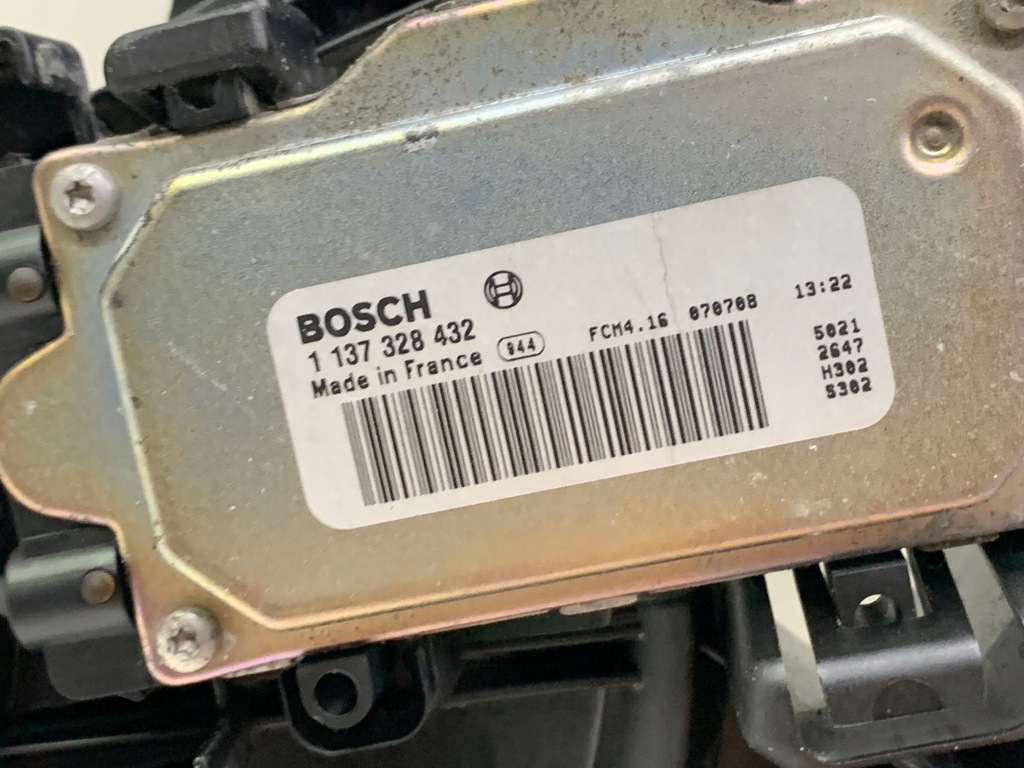 BOSCH
1 137 328 432
Made in France 944 FCM4.16 070708 13:22
5021
2647
H302
S302